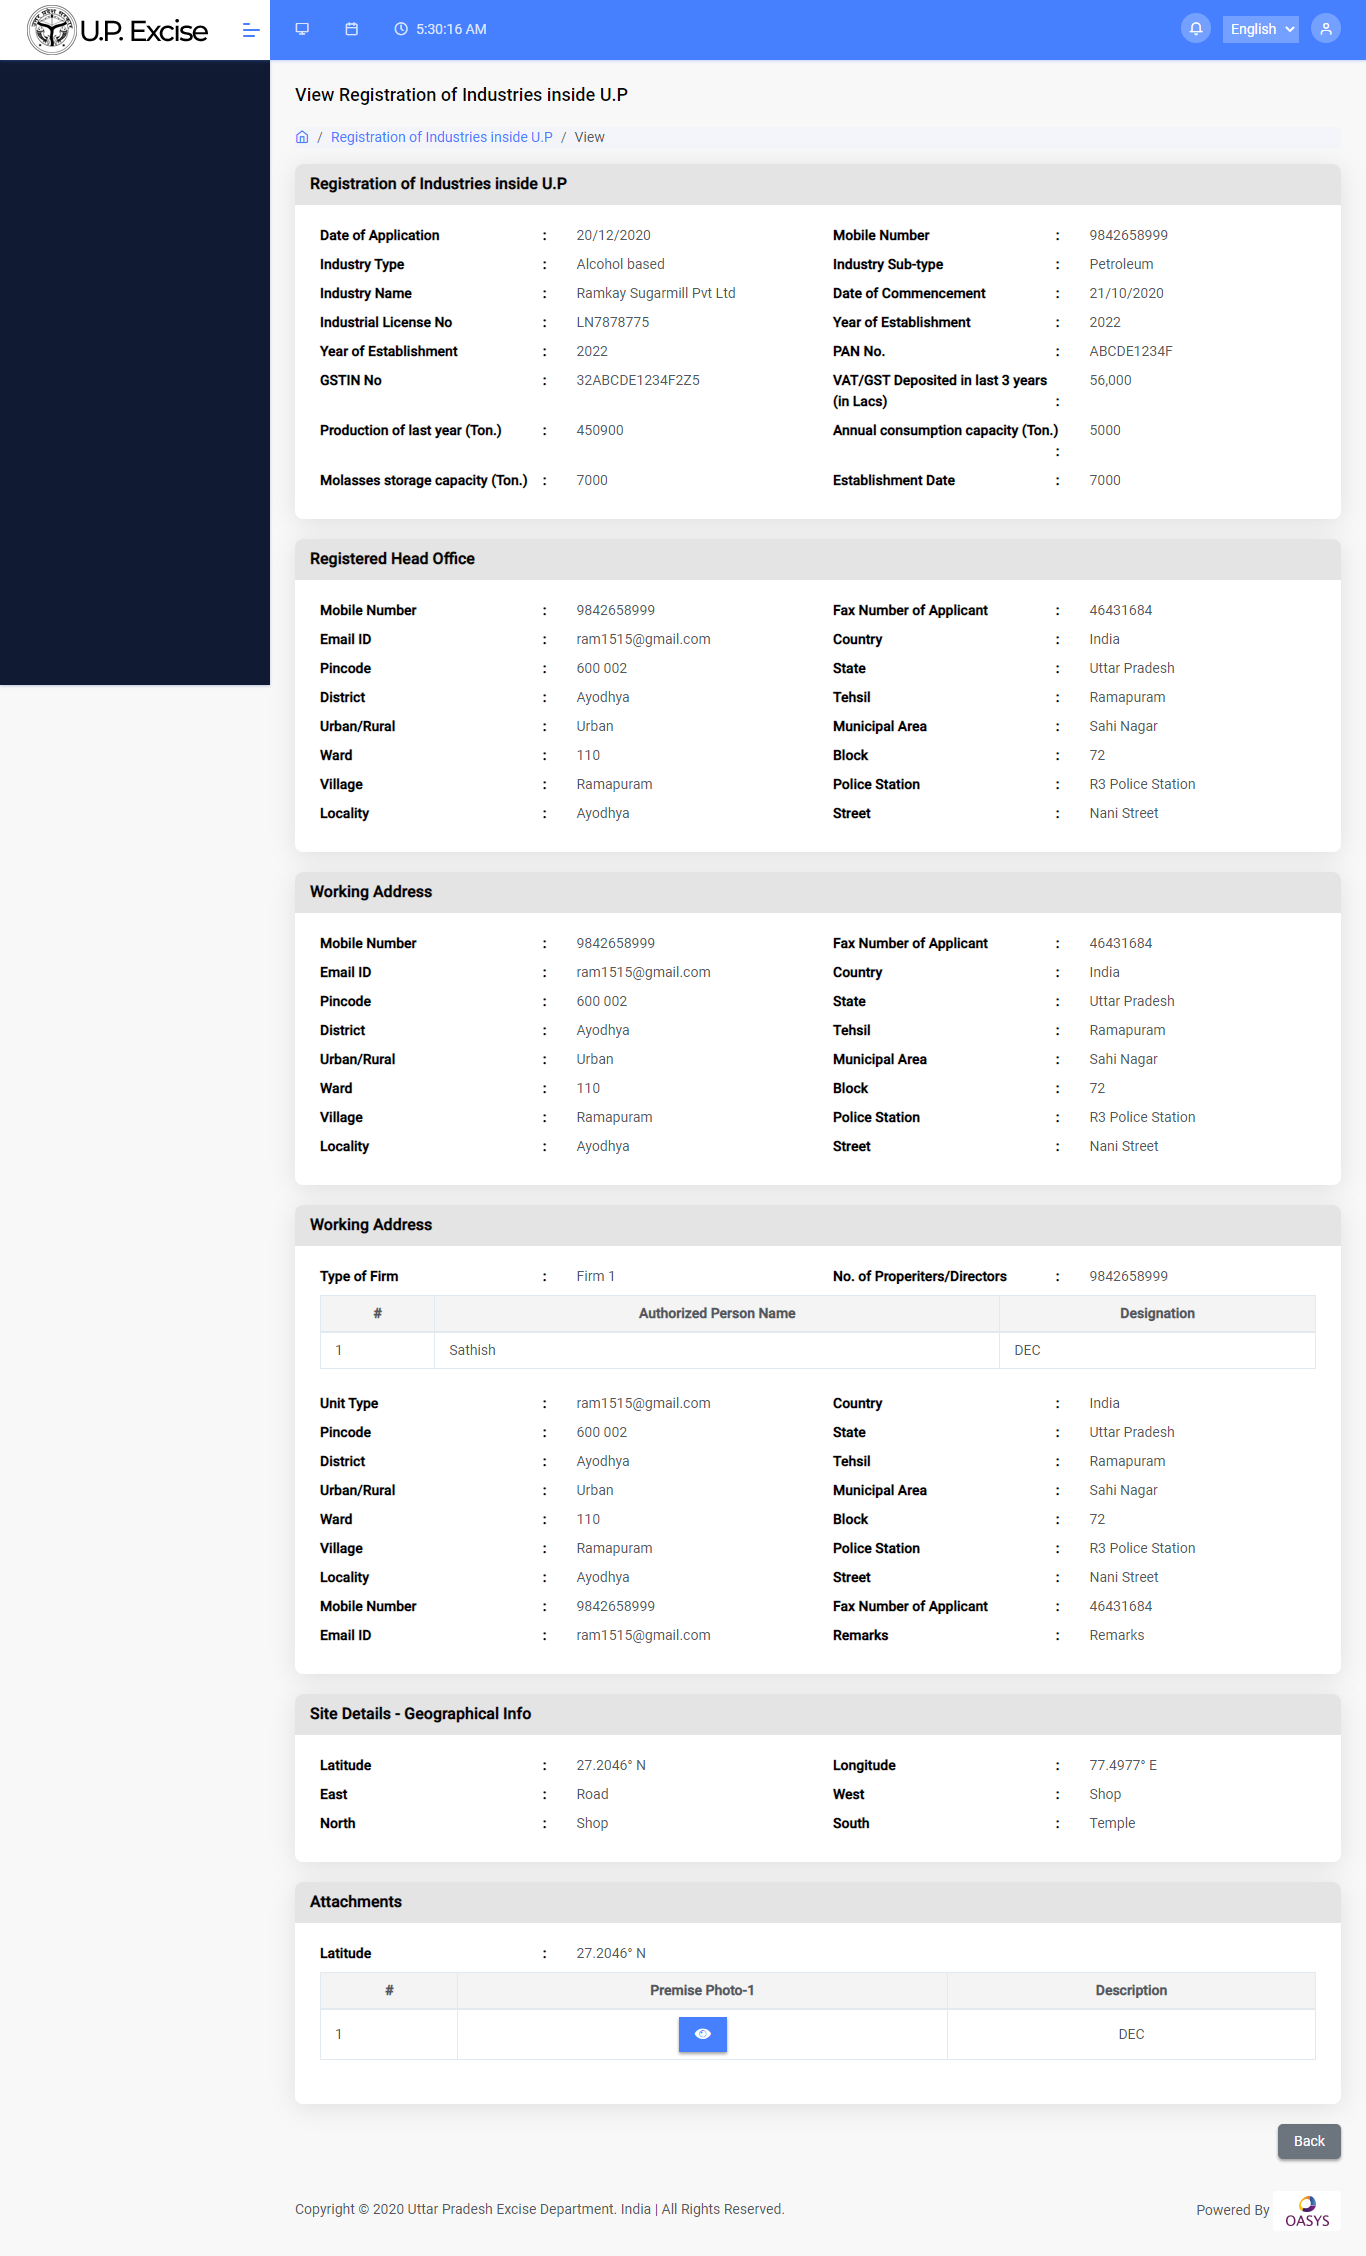 U.P. Excise
5:30:16 AM
English
View Registration of Industries inside U.P
/ Registration of Industries inside U.P / View
Registration of Industries inside U.P
Date of Application : 20/12/2020 Mobile Number : 9842658999
Industry Type : Alcohol based Industry Sub-type : Petroleum
Industry Name : Ramkay Sugarmill Pvt Ltd Date of Commencement : 21/10/2020
Industrial License No : LN7878775 Year of Establishment : 2022
Year of Establishment : 2022 PAN No. : ABCDE1234F
GSTIN No : 32ABCDE1234F2Z5 VAT/GST Deposited in last 3 years 56,000
(in Lacs) :
Production of last year (Ton.) : 450900 Annual consumption capacity (Ton.) 5000
:
Molasses storage capacity (Ton.) : 7000 Establishment Date : 7000
Registered Head Office
Mobile Number : 9842658999 Fax Number of Applicant : 46431684
Email ID : ram1515@gmail.com Country : India
Pincode : 600 002 State : Uttar Pradesh
District : Ayodhya Tehsil : Ramapuram
Urban/Rural : Urban Municipal Area : Sahi Nagar
Ward : 110 Block : 72
Village : Ramapuram Police Station : R3 Police Station
Locality : Ayodhya Street : Nani Street
Working Address
Mobile Number : 9842658999 Fax Number of Applicant : 46431684
Email ID : ram1515@gmail.com Country : India
Pincode : 600 002 State : Uttar Pradesh
District : Ayodhya Tehsil : Ramapuram
Urban/Rural : Urban Municipal Area : Sahi Nagar
Ward : 110 Block : 72
Village : Ramapuram Police Station : R3 Police Station
Locality : Ayodhya Street : Nani Street
Working Address
Type of Firm : Firm 1 No. of Properiters/Directors : 9842658999
# Authorized Person Name Designation
1 Sathish DEC
Unit Type : ram1515@gmail.com Country : India
Pincode : 600 002 State : Uttar Pradesh
District : Ayodhya Tehsil : Ramapuram
Urban/Rural : Urban Municipal Area : Sahi Nagar
Ward : 110 Block : 72
Village : Ramapuram Police Station : R3 Police Station
Locality : Ayodhya Street : Nani Street
Mobile Number : 9842658999 Fax Number of Applicant : 46431684
Email ID : ram1515@gmail.com Remarks : Remarks
Site Details - Geographical Info
Latitude : 27.2046° N Longitude : 77.4977° E
East : Road West : Shop
North : Shop South : Temple
Attachments
Latitude : 27.2046° N
# Premise Photo-1 Description
1 DEC
Back
Copyright © 2020 Uttar Pradesh Excise Department. India | All Rights Reserved.
Powered By OASYS